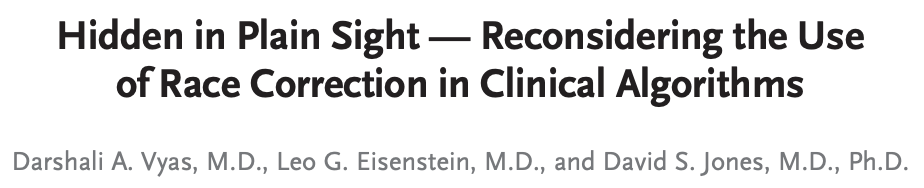 Hidden in Plain Sight — Reconsidering the Use
of Race Correction in Clinical Algorithms
Darshali A. Vyas, M.D., Leo G. Eisenstein, M.D., and David S. Jones, M.D., Ph.D.